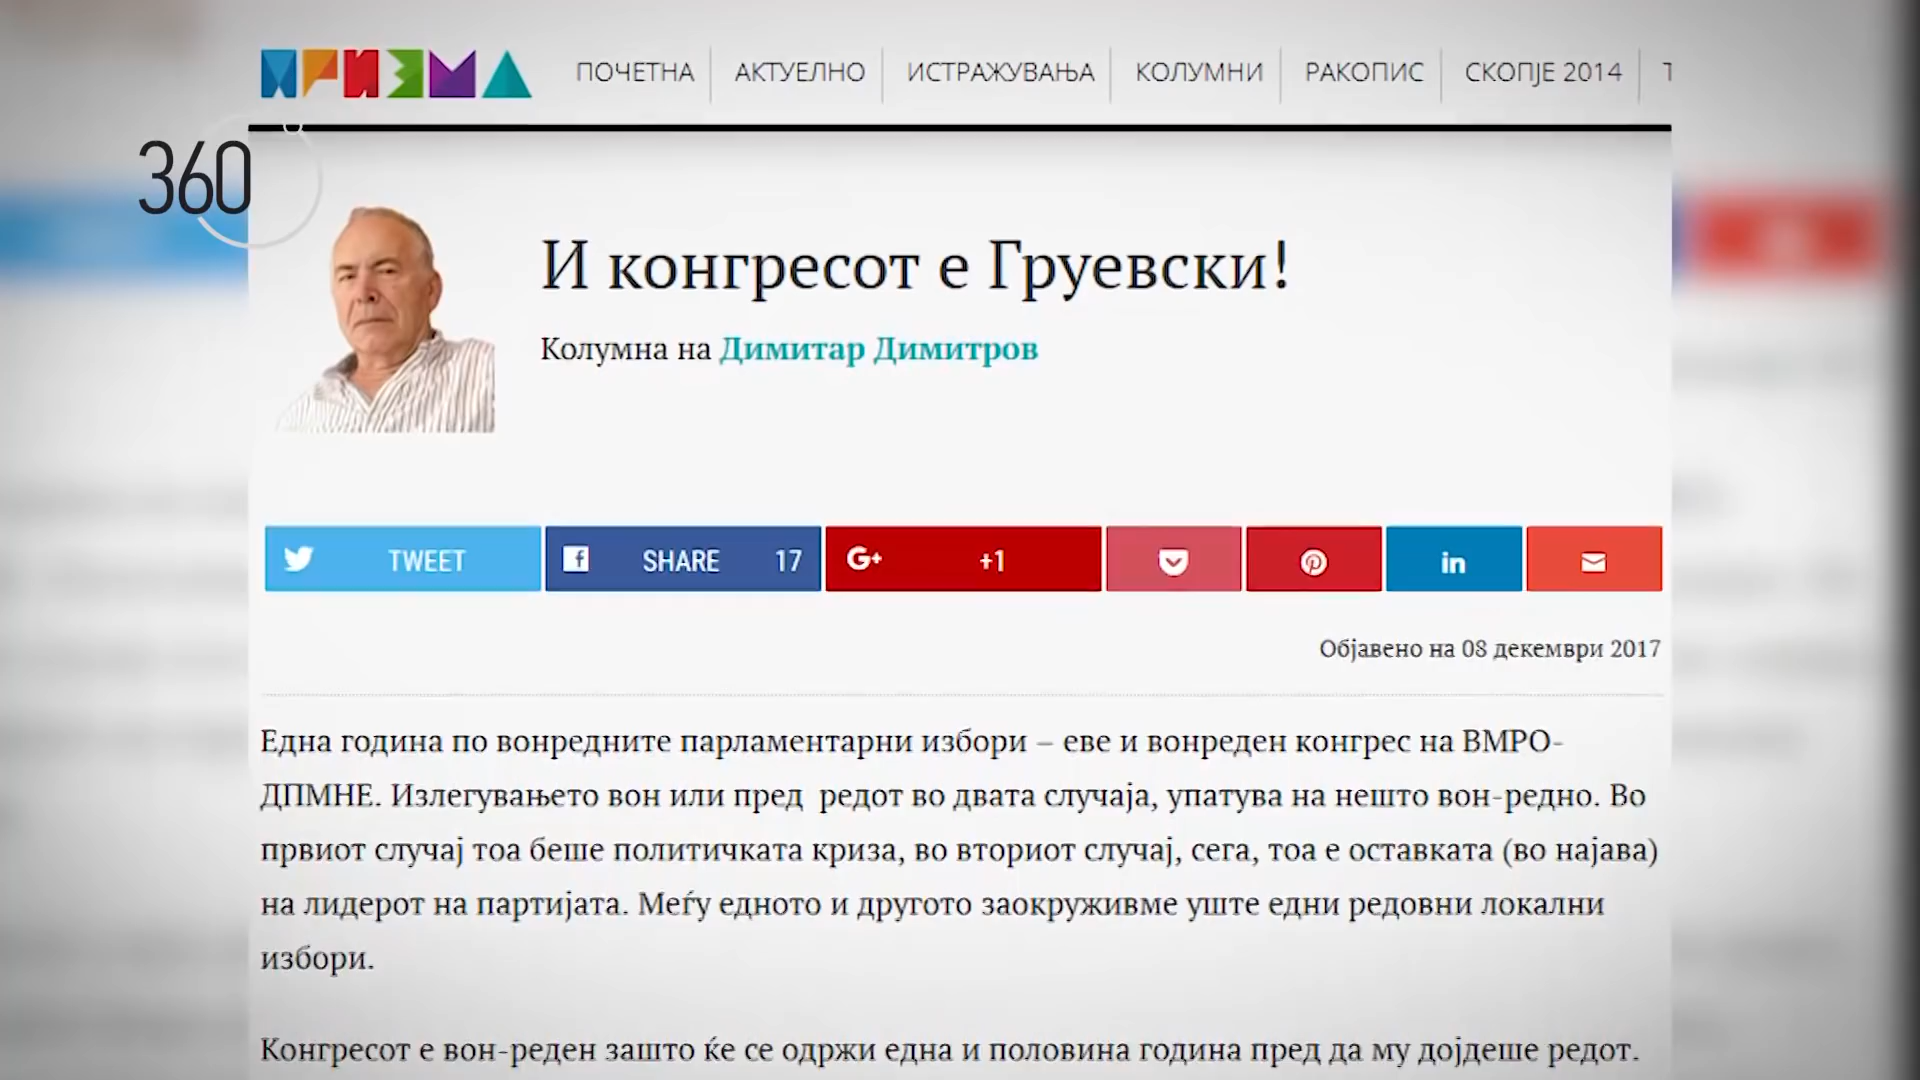 ПРИЗМА
ПОЧЕТНА
АКТУЕЛНО
ИСТРАЖУВАЊА
КОЛУМНИ
РАКОПИС
СКОПЈЕ 2014
360
И конгресот е Груевски!
Колумна на Димитар Димитров
TWEET
SHARE 17
G+ +1
in
Објавено на 08 декември 2017
Една година по вонредните парламентарни избори – еве и вонреден конгрес на ВМРО-
ДПМНЕ. Излегувањето вон или пред редот во двата случаја, упатува на нешто вон-редно. Во
првиот случај тоа беше политичката криза, во вториот случај, сега, тоа е оставката (во најава)
на лидерот на партијата. Меѓу едното и другото заокруживме уште едни редовни локални
избори.
Конгресот е вон-реден зашто ќе се одржи една и половина година пред да му дојдеше редот.